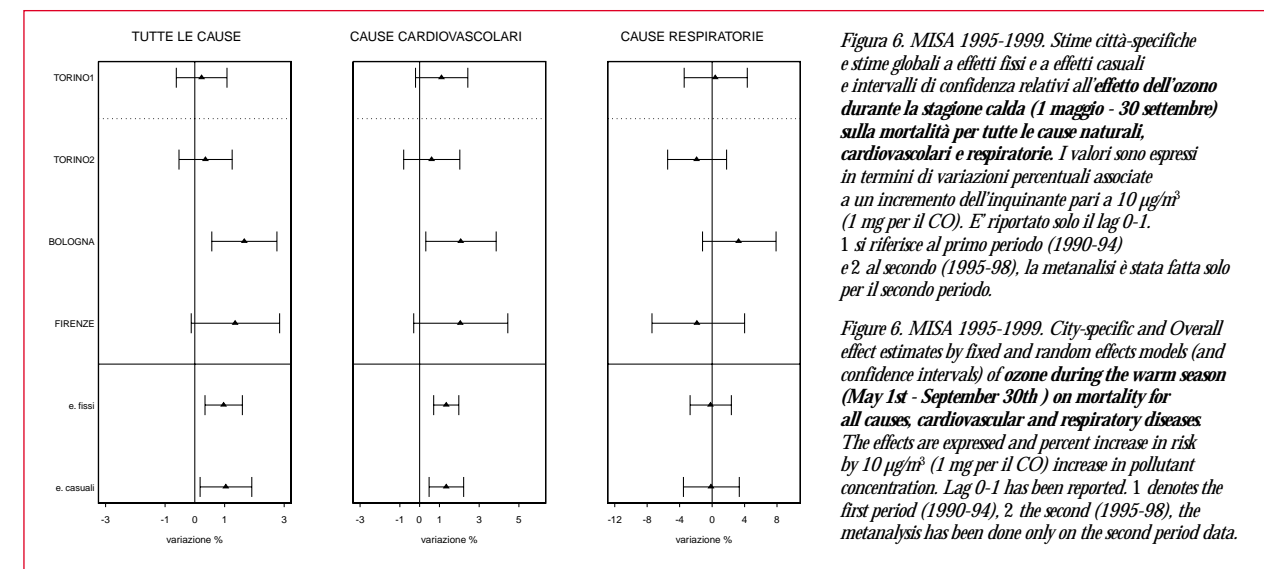 TUTTE LE CAUSE
CAUSE CARDIOVASCOLARI
CAUSE RESPIRATORIE
TORINO1
TORINO2
BOLOGNA
FIRENZE
e. fissi
e. casuali
-3 -1 0 1 3
variazione %
-3 -1 0 1 3 5
variazione %
-12 -8 -4 0 4 8
variazione %
Figura 6. MISA 1995-1999. Stime città-specifiche
e stime globali a effetti fissi e a effetti casuali
e intervalli di confidenza relativi all'effetto dell'ozono
durante la stagione calda (1 maggio - 30 settembre)
sulla mortalità per tutte le cause naturali,
cardiovascolari e respiratorie. I valori sono espressi
in termini di variazioni percentuali associate
a un incremento dell'inquinante pari a 10 µg/m³
(1 mg per il CO). E' riportato solo il lag 0-1.
1 si riferisce al primo periodo (1990-94)
e 2 al secondo (1995-98), la metanalisi è stata fatta solo
per il secondo periodo.
Figure 6. MISA 1995-1999. City-specific and Overall
effect estimates by fixed and random effects models (and
confidence intervals) of ozone during the warm season
(May 1st - September 30th ) on mortality for
all causes, cardiovascular and respiratory diseases.
The effects are expressed and percent increase in risk
by 10 µg/m³ (1 mg per il CO) increase in pollutant
concentration. Lag 0-1 has been reported. 1 denotes the
first period (1990-94), 2 the second (1995-98), the
metanalysis has been done only on the second period data.